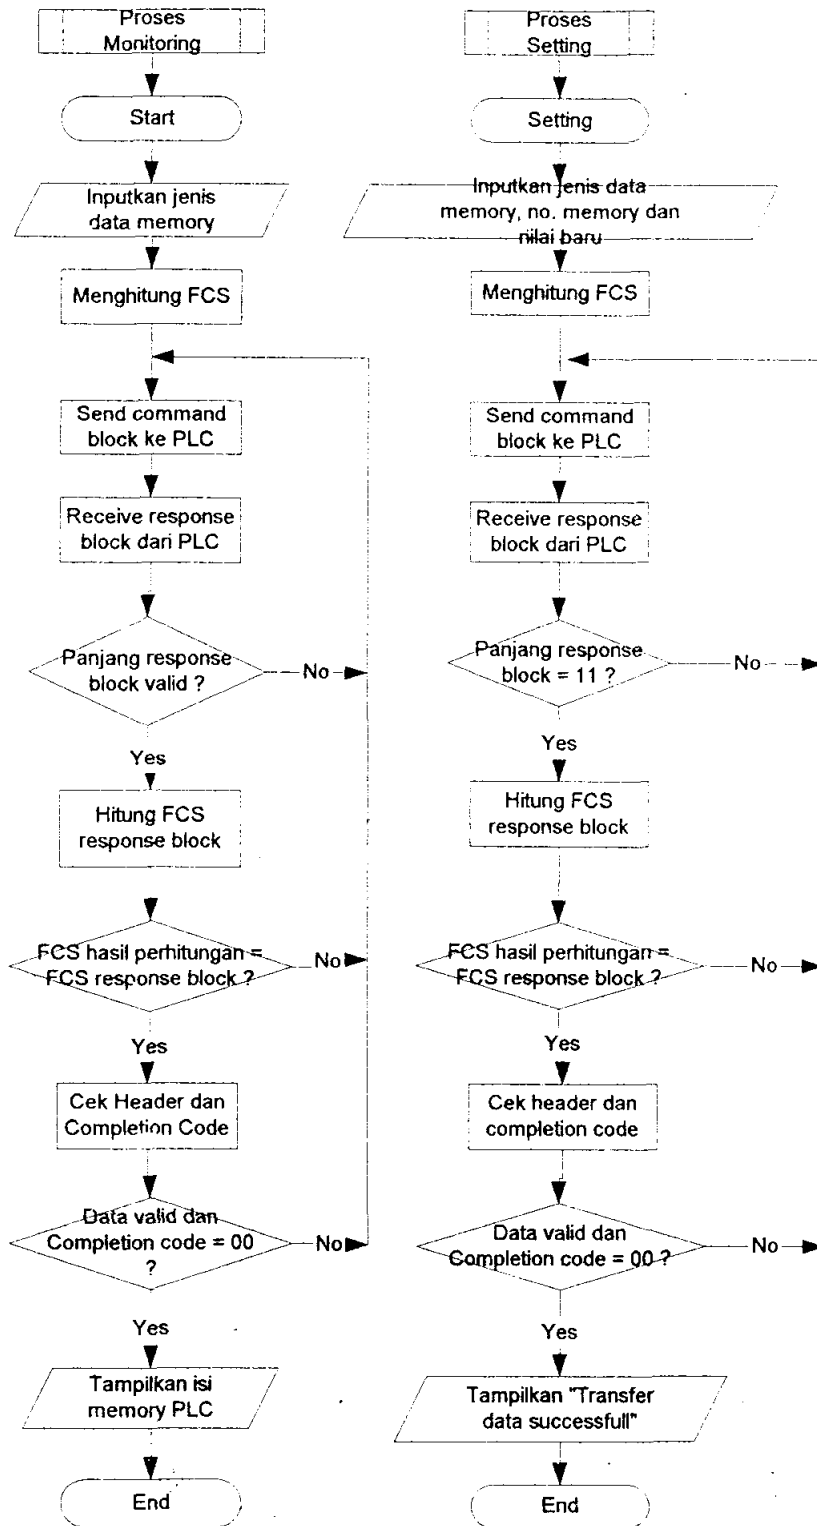 Proses
Monitoring
Start
Inputkan jenis
data memory
Menghitung FCS
Send command
block ke PLC
Receive response
block dari PLC
Panjang response
block valid ?
No
Yes
Hitung FCS
response block
FCS hasil perhitungan =
FCS response block ?
No
Yes
Cek Header dan
Completion Code
Data valid dan
Completion code = 00
?
No
Yes
Tampilkan isi
memory PLC
End
Proses
Setting
Setting
Inputkan jenis data
memory, no. memory dan
nilai baru
Menghitung FCS
Send command
block ke PLC
Receive response
block dari PLC
Panjang response
block = 11 ?
No
Yes
Hitung FCS
response block
FCS hasil perhitungan =
FCS response block ?
No
Yes
Cek header dan
completion code
Data valid dan
Completion code = 00 ?
No
Yes
Tampilkan "Transfer
data successfull"
End